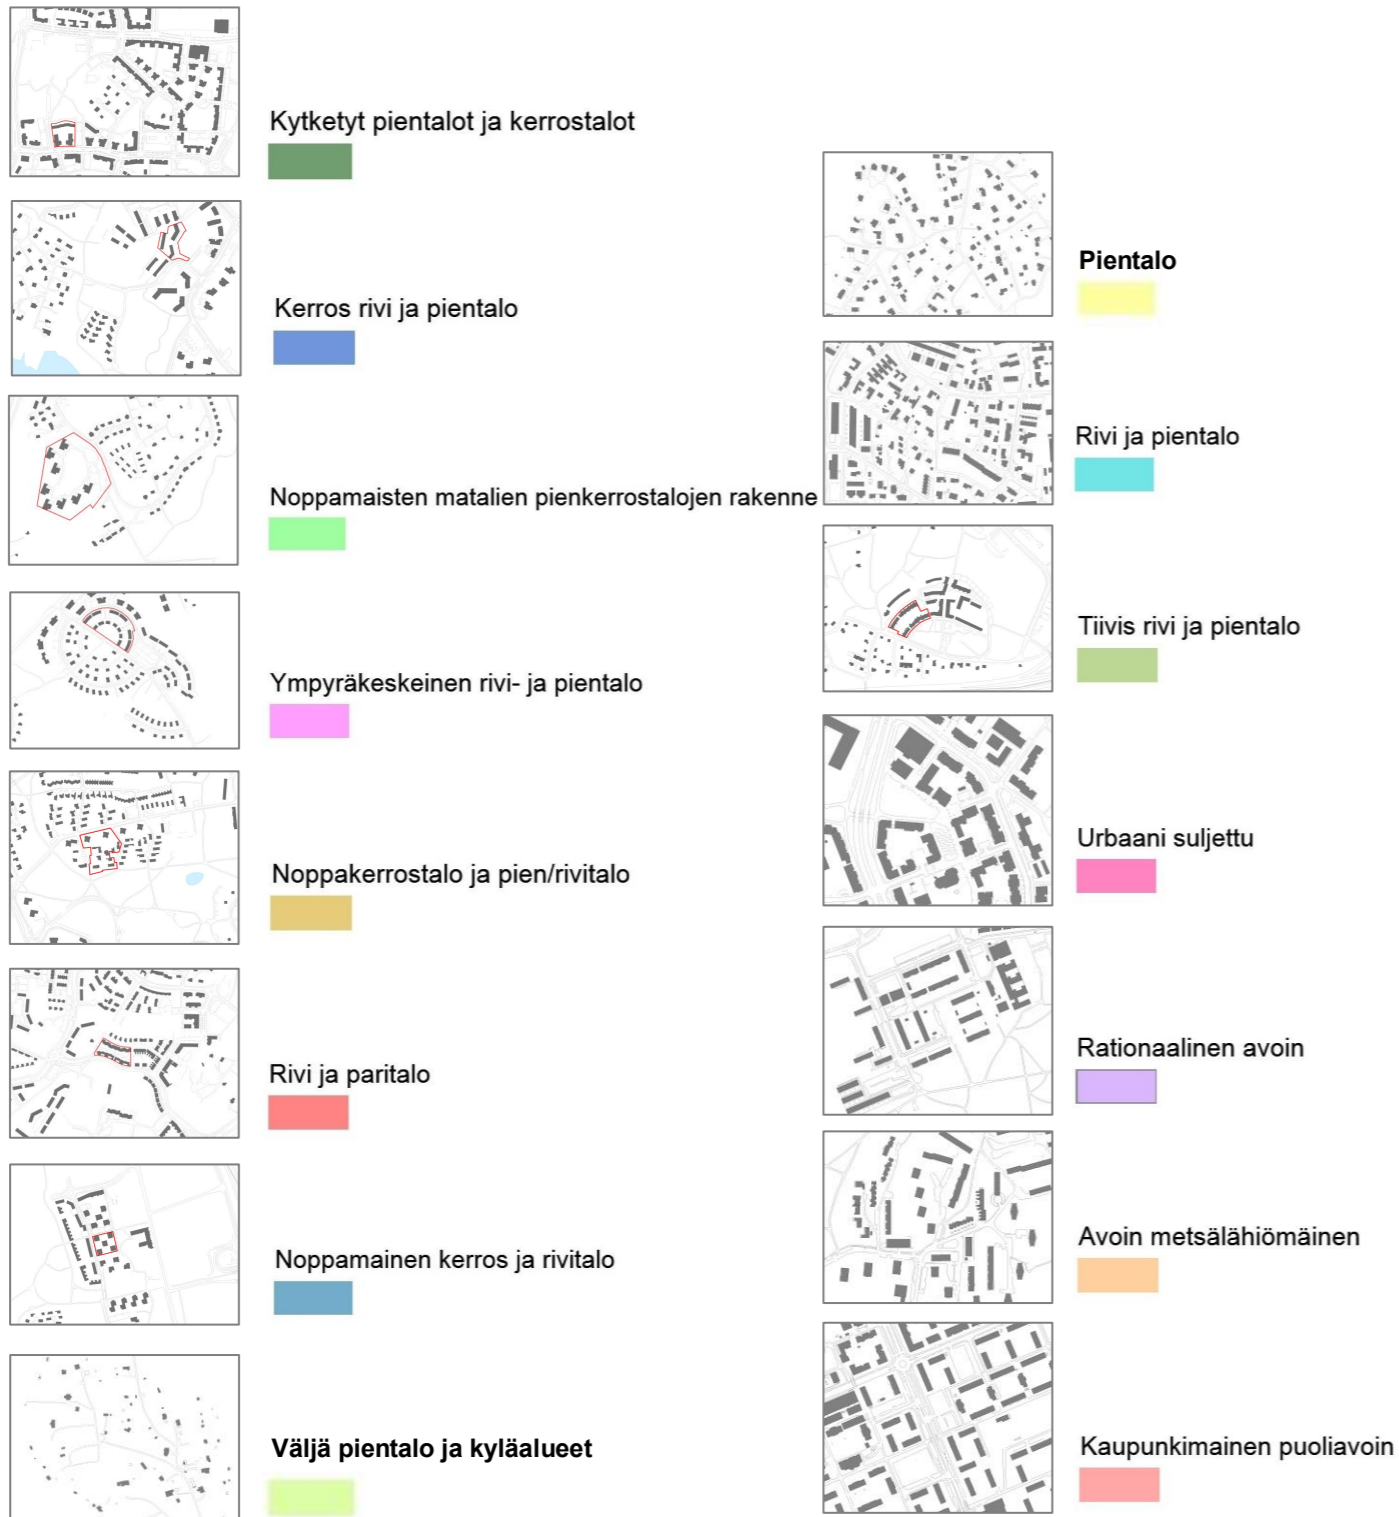 Kytketyt pientalot ja kerrostalot
Kerros rivi ja pientalo
Noppamaisten matalien pienkerrostalojen rakenne
Ympyräkeskeinen rivi- ja pientalo
Noppakerrostalo ja pien/rivitalo
Rivi ja paritalo
Noppamainen kerros ja rivitalo
Väljä pientalo ja kyläalueet
Pientalo
Rivi ja pientalo
Tiivis rivi ja pientalo
Urbaani suljettu
Rationaalinen avoin
Avoin metsälähiömäinen
Kaupunkimainen puoliavoin